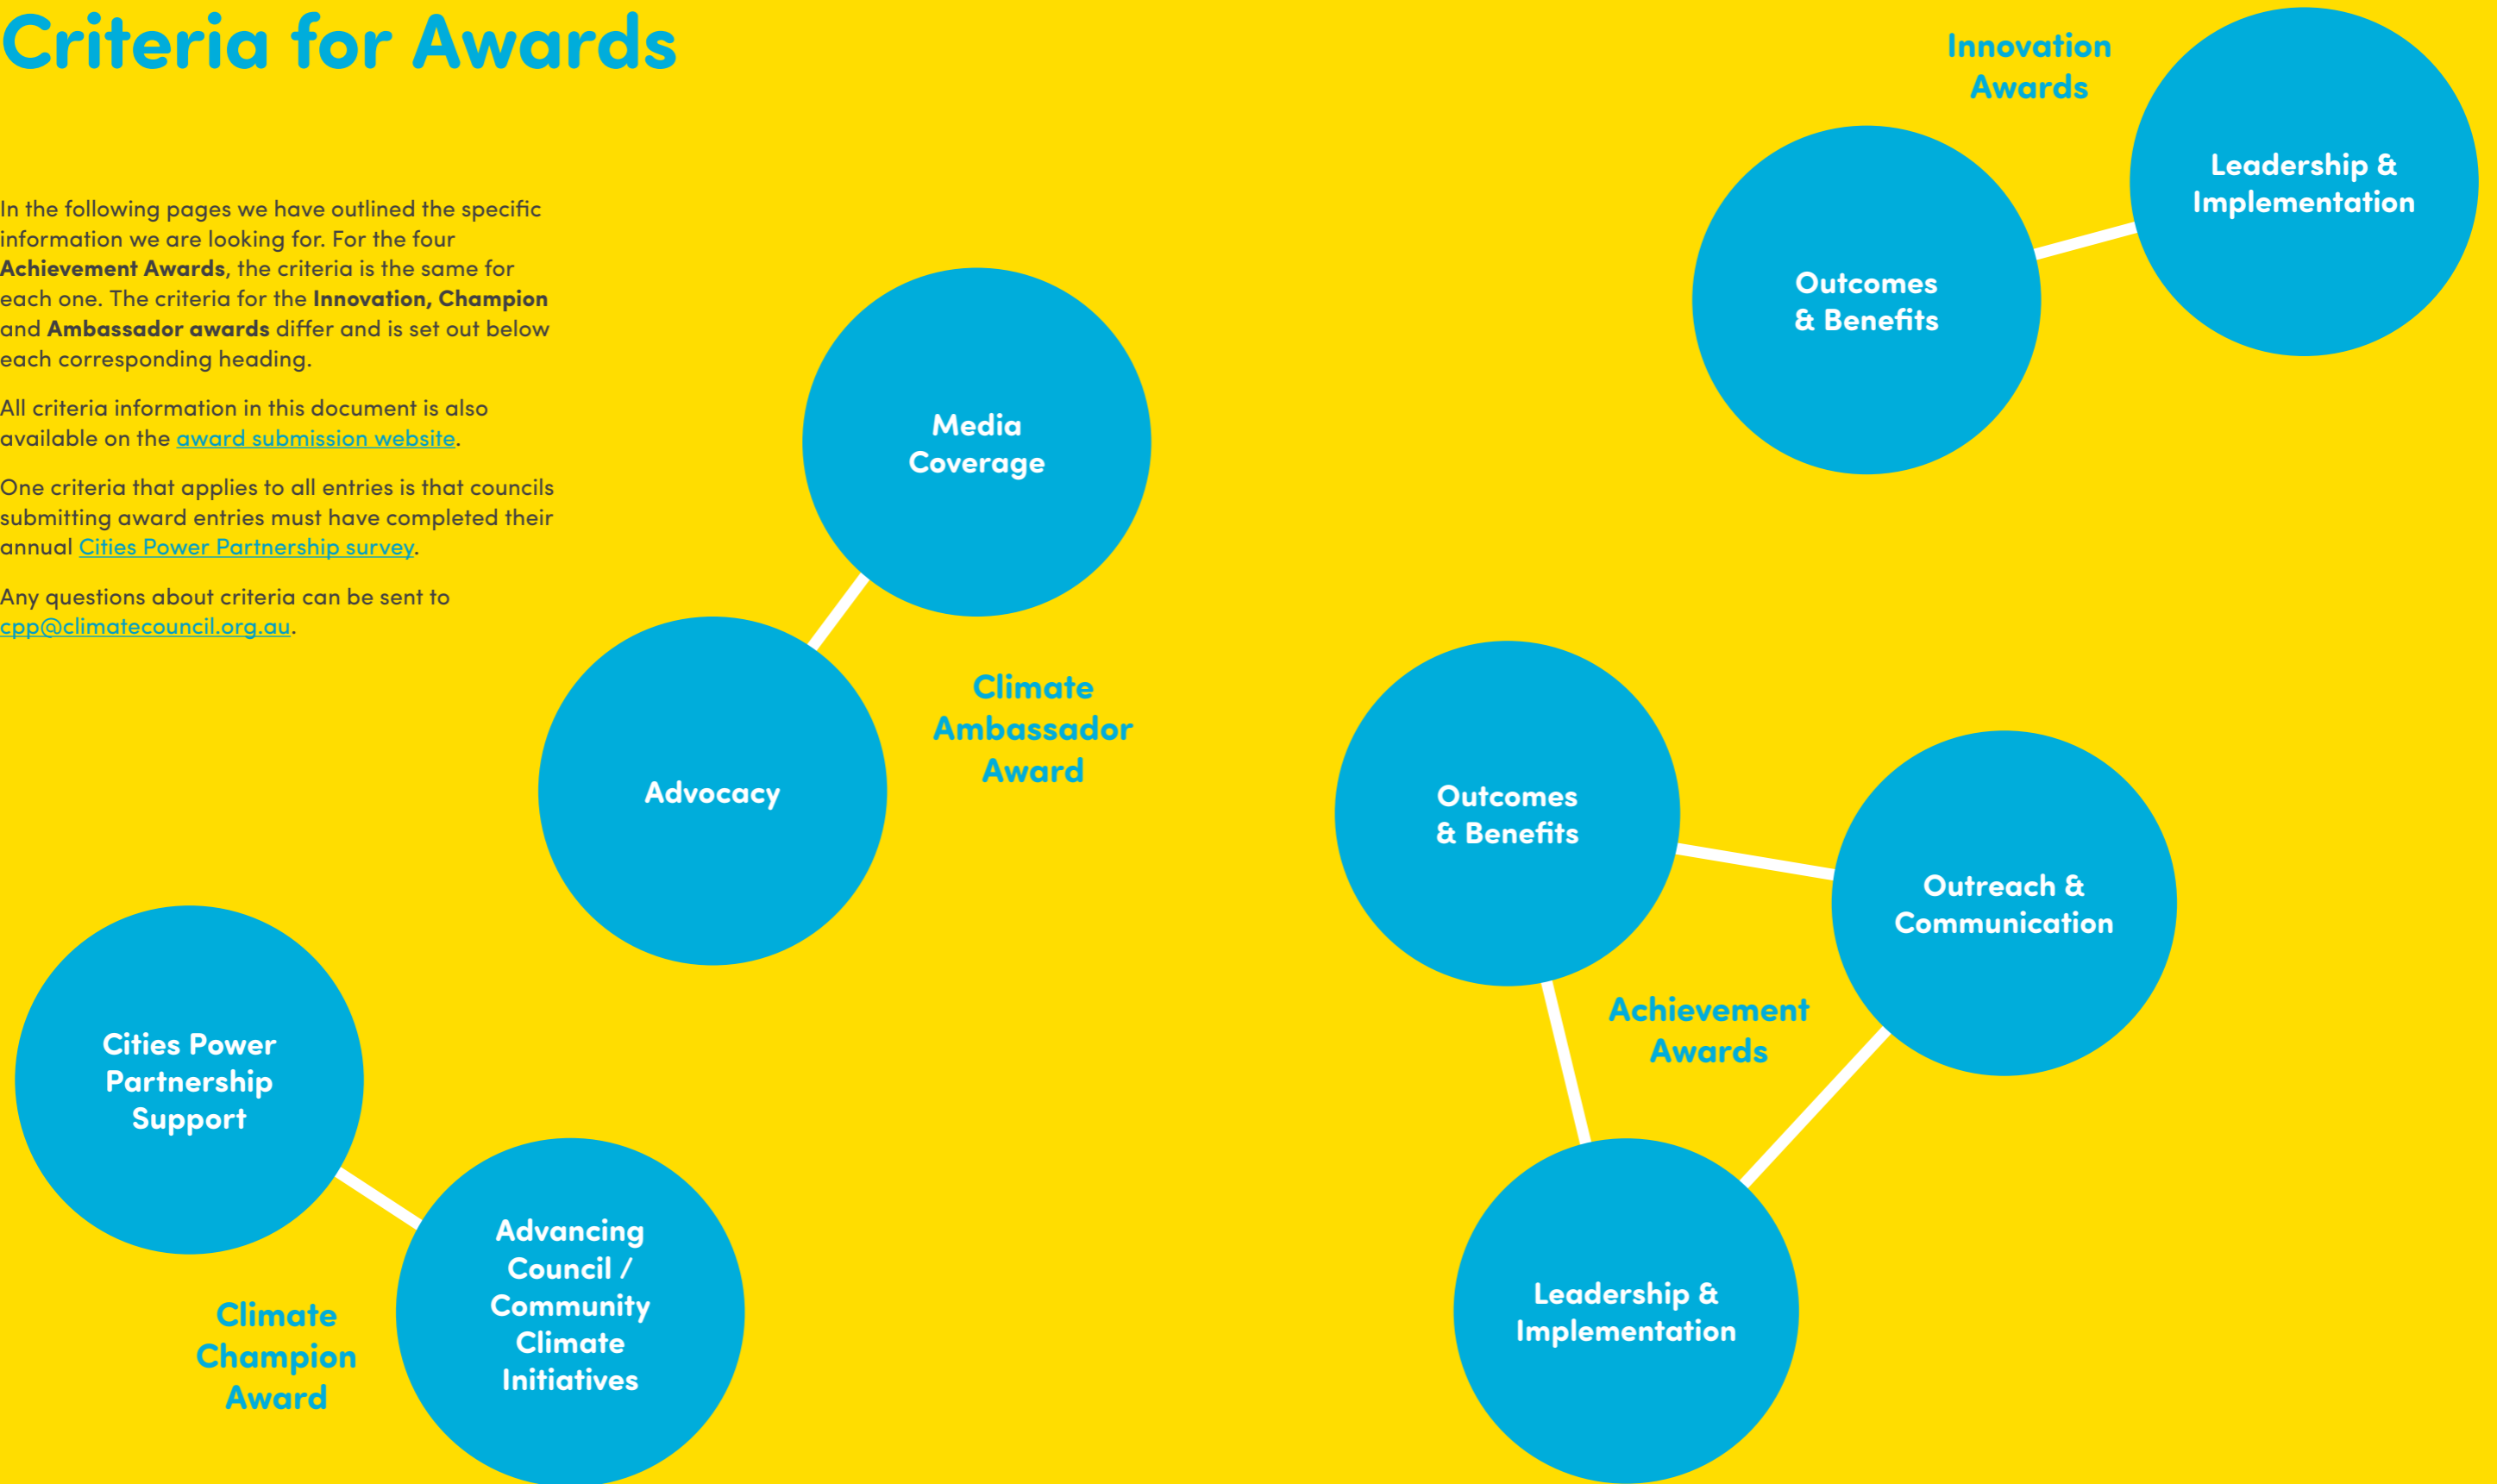 Criteria for Awards
In the following pages we have outlined the specific
information we are looking for. For the four
Achievement Awards, the criteria is the same for
each one. The criteria for the Innovation, Champion
and Ambassador awards differ and is set out below
each corresponding heading.
All criteria information in this document is also
available on the award submission website.
One criteria that applies to all entries is that councils
submitting award entries must have completed their
annual Cities Power Partnership survey.
Any questions about criteria can be sent to
cpp@climatecouncil.org.au.
Media
Coverage
Advocacy
Climate
Ambassador
Award
Cities Power
Partnership
Support
Advancing
Council /
Community
Climate
Initiatives
Climate
Champion
Award
Innovation
Awards
Leadership &
Implementation
Outcomes
& Benefits
Outcomes
& Benefits
Outreach &
Communication
Achievement
Awards
Leadership &
Implementation